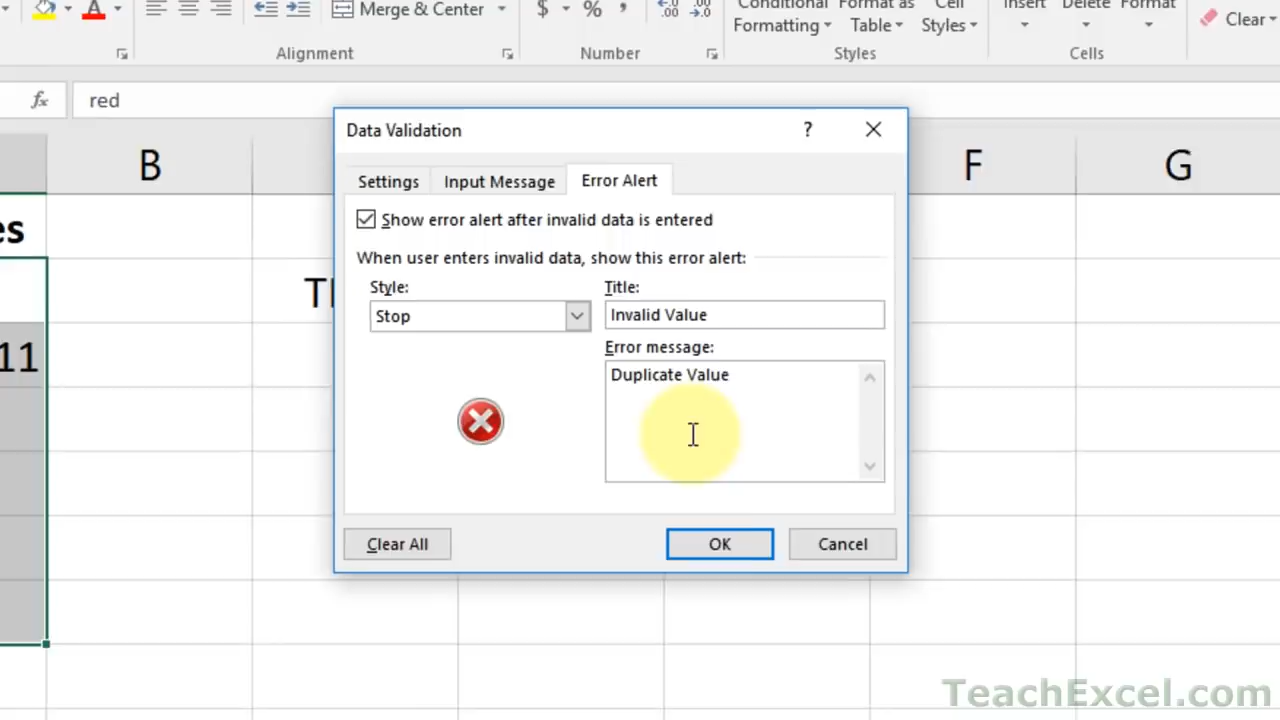 Merge & Center
$ % ,
Conditional Format as Cell
Formatting Table Styles
Insert Delete Format
Clear
Alignment
Number
Styles
Cells
fx red
B F G
Data Validation ?
Settings Input Message Error Alert
Show error alert after invalid data is entered
When user enters invalid data, show this error alert:
Style: Title:
Stop Invalid Value
Error message:
Duplicate Value
Clear All OK Cancel
es
11
TeachExcel.com